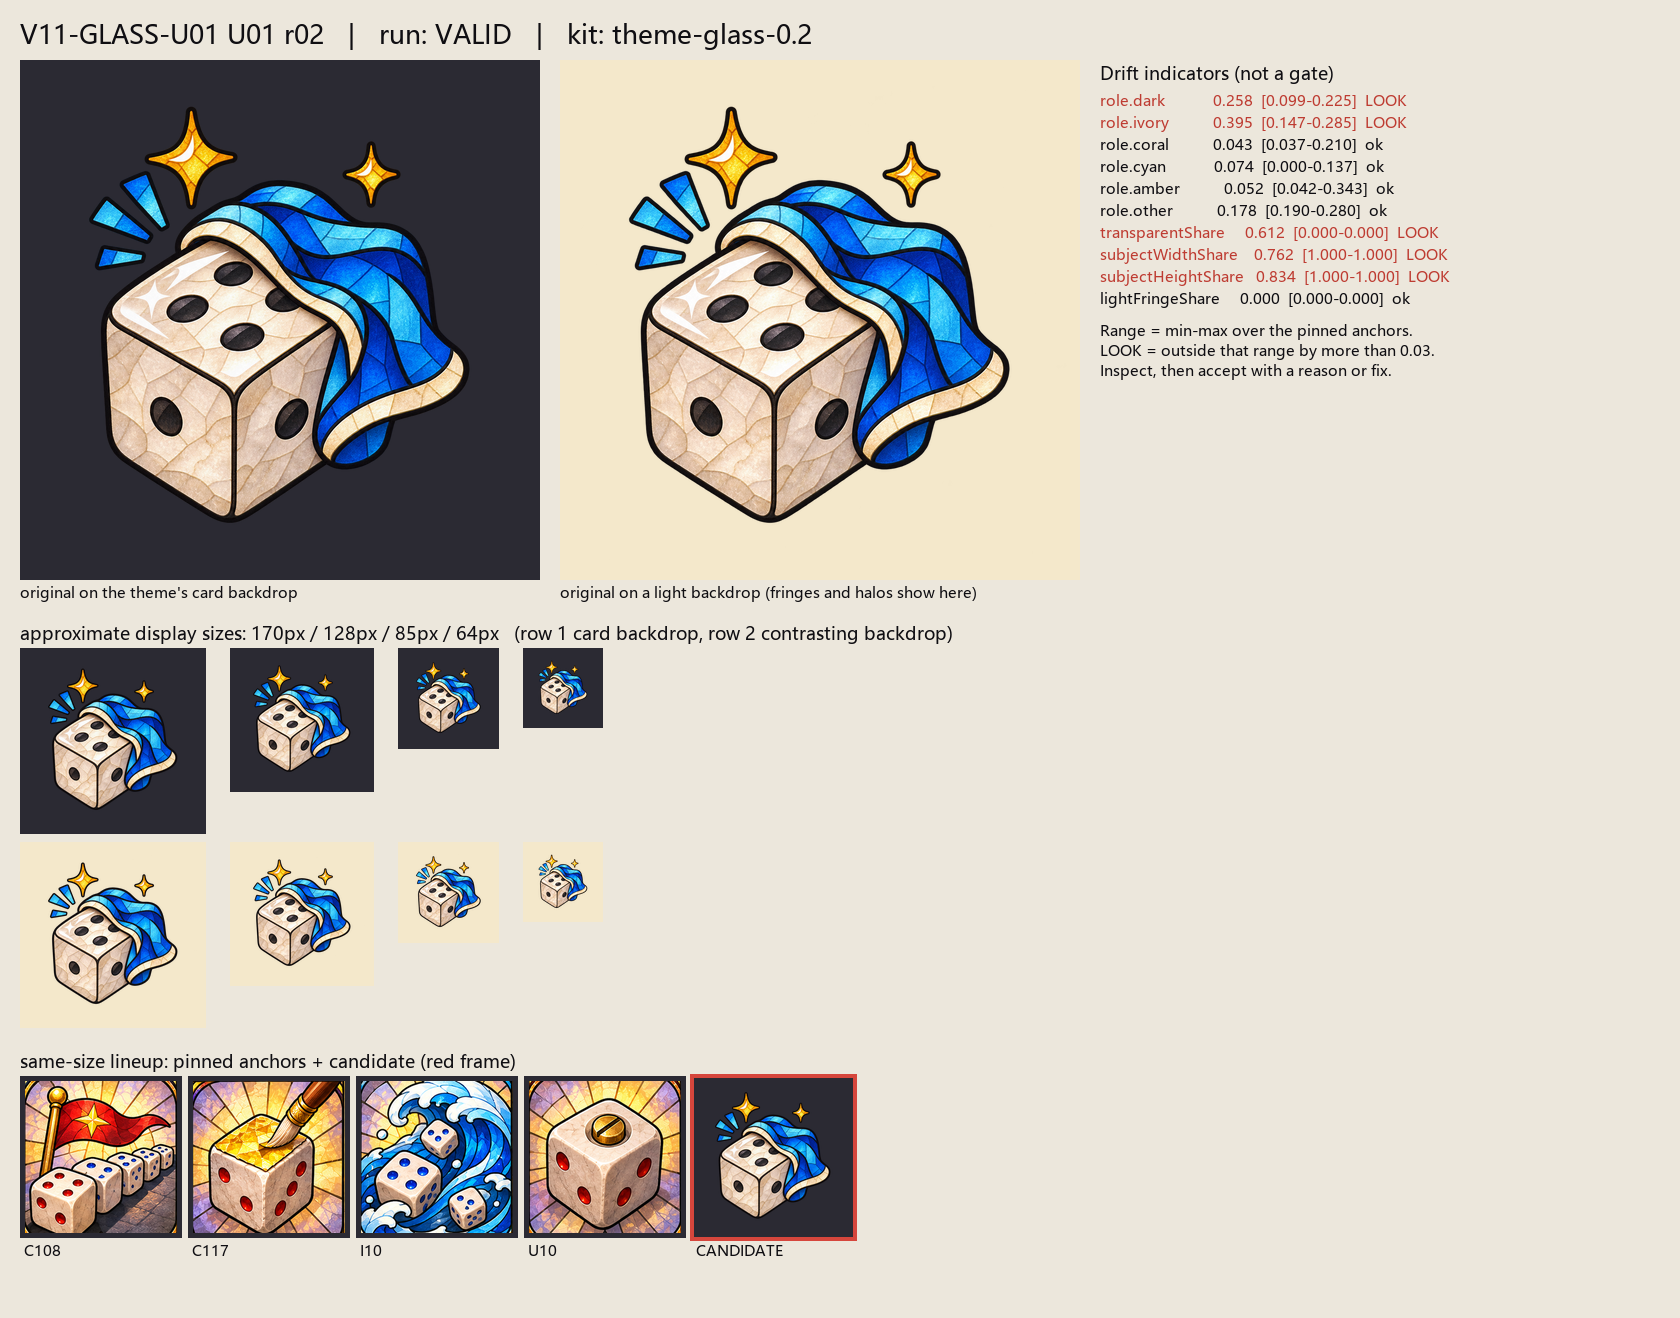 V11-GLASS-U01 U01 r02 | run: VALID | kit: theme-glass-0.2
Drift indicators (not a gate)
role.dark 0.258 [0.099-0.225] LOOK
role.ivory 0.395 [0.147-0.285] LOOK
role.coral 0.043 [0.037-0.210] ok
role.cyan 0.074 [0.000-0.137] ok
role.amber 0.052 [0.042-0.343] ok
role.other 0.178 [0.190-0.280] ok
transparentShare 0.612 [0.000-0.000] LOOK
subjectWidthShare 0.762 [1.000-1.000] LOOK
subjectHeightShare 0.834 [1.000-1.000] LOOK
lightFringeShare 0.000 [0.000-0.000] ok
Range = min-max over the pinned anchors.
LOOK = outside that range by more than 0.03.
Inspect, then accept with a reason or fix.
original on the theme's card backdrop
original on a light backdrop (fringes and halos show here)
approximate display sizes: 170px / 128px / 85px / 64px (row 1 card backdrop, row 2 contrasting backdrop)
same-size lineup: pinned anchors + candidate (red frame)
C108
C117
I10
U10
CANDIDATE